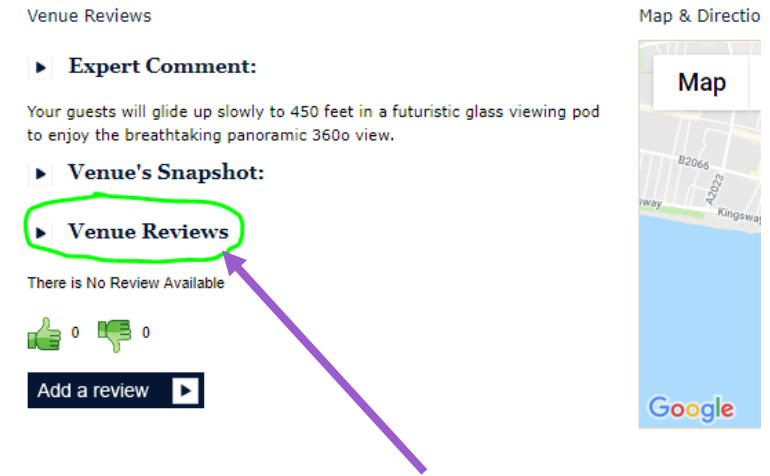 Venue Reviews
Expert Comment:
Your guests will glide up slowly to 450 feet in a futuristic glass viewing pod
to enjoy the breathtaking panoramic 360o view.
Venue's Snapshot:
Venue Reviews
There is No Review Available
0 0
Add a review
Map & Directio
Map
B2066
A2023
sway
Kingsway
Google